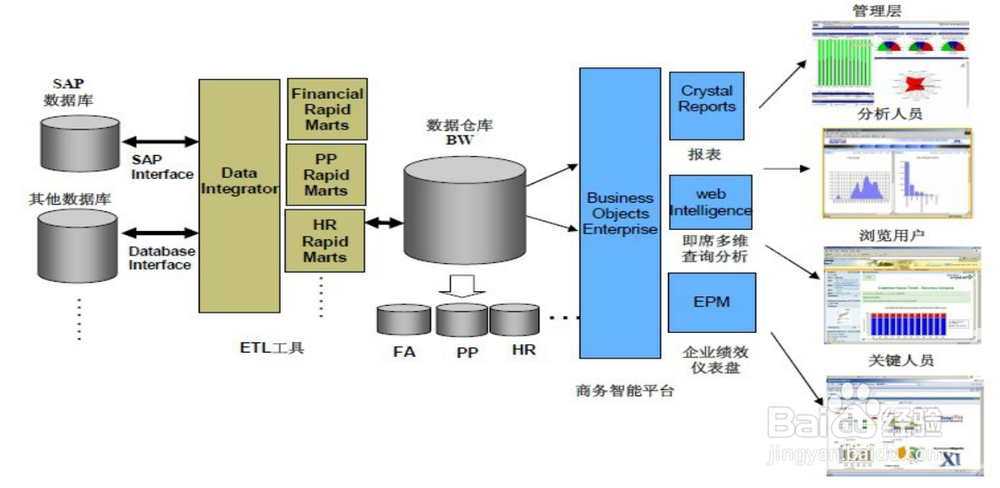 SAP
数据库
SAP
Interface
其他数据库
Database
Interface
Data
Integrator
Financial
Rapid
Marts
PP
Rapid
Marts
HR
Rapid
Marts
ETL工具
数据仓库
BW
FA
PP
HR
Business
Objects
Enterprise
商务智能平台
Crystal
Reports
报表
web
Intelligence
即席多维
查询分析
EPM
企业绩效
仪表盘
管理层
分析人员
浏览用户
关键人员
XI
Baidu经验
jingyan.baidu.com